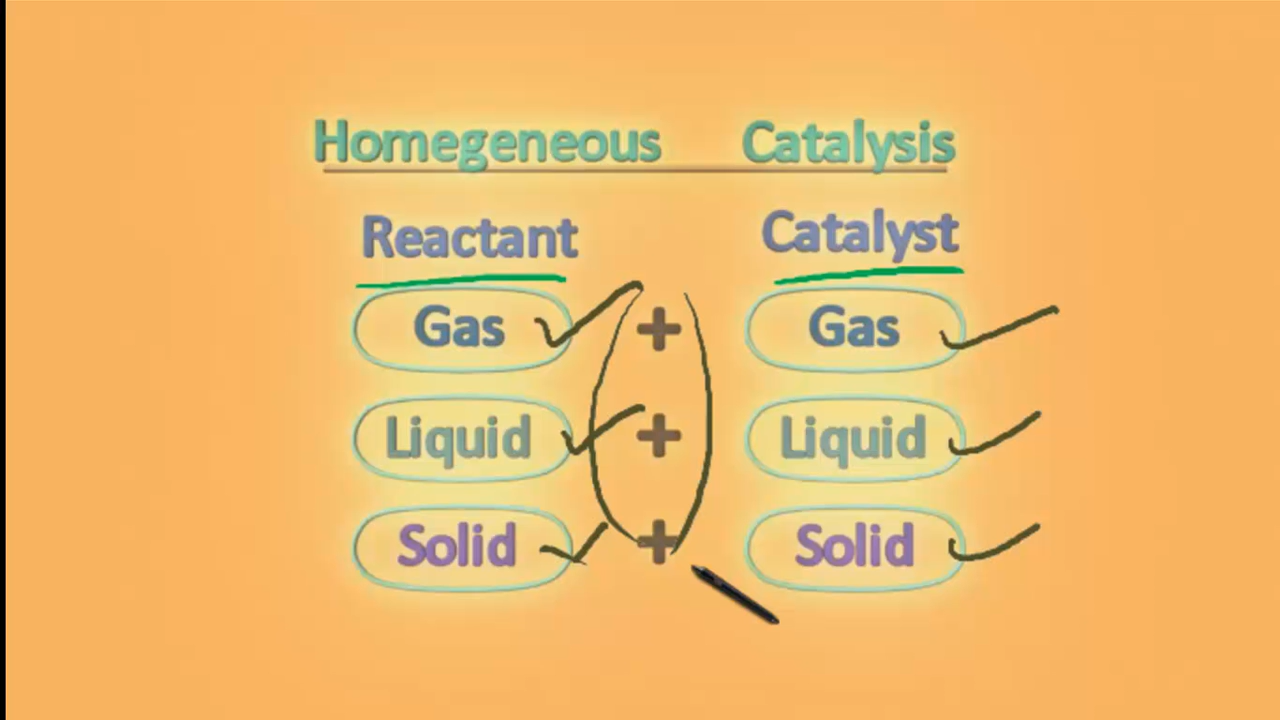 Homegeneous Catalysis
Reactant Catalyst
Gas + Gas
Liquid + Liquid
Solid + Solid